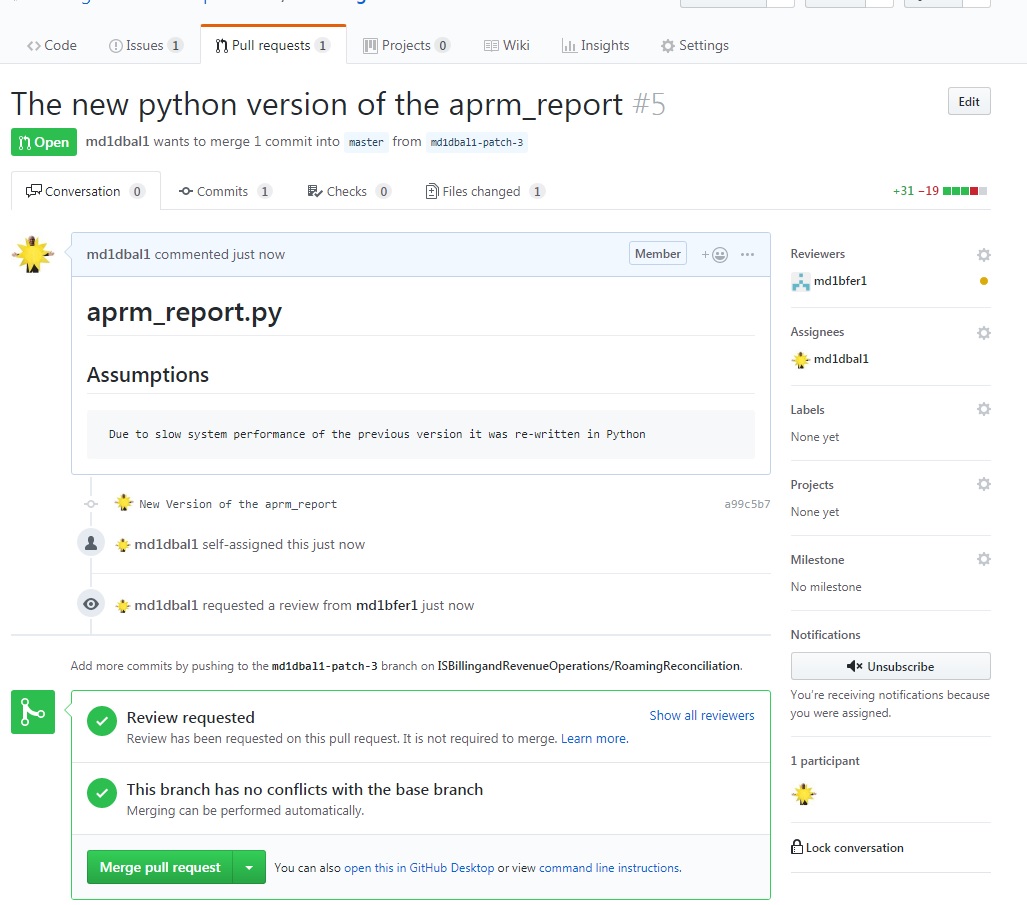 Code Issues 1 Pull requests 1 Projects 0 Wiki Insights Settings
The new python version of the aprm_report #5
Edit
Open md1dbal1 wants to merge 1 commit into master from md1dbal1-patch-3
Conversation 0 Commits 1 Checks 0 Files changed 1 +31 −19
md1dbal1 commented just now Member + ...
aprm_report.py
Assumptions
Due to slow system performance of the previous version it was re-written in Python
New Version of the aprm_report a99c5b7
md1dbal1 self-assigned this just now
md1dbal1 requested a review from md1bfer1 just now
Add more commits by pushing to the md1dbal1-patch-3 branch on ISBillingandRevenueOperations/RoamingReconciliation.
Review requested Show all reviewers
Review has been requested on this pull request. It is not required to merge. Learn more.
This branch has no conflicts with the base branch
Merging can be performed automatically.
Merge pull request You can also open this in GitHub Desktop or view command line instructions.
Reviewers
md1bfer1
Assignees
md1dbal1
Labels
None yet
Projects
None yet
Milestone
No milestone
Notifications
Unsubscribe
You're receiving notifications because
you were assigned.
1 participant
Lock conversation